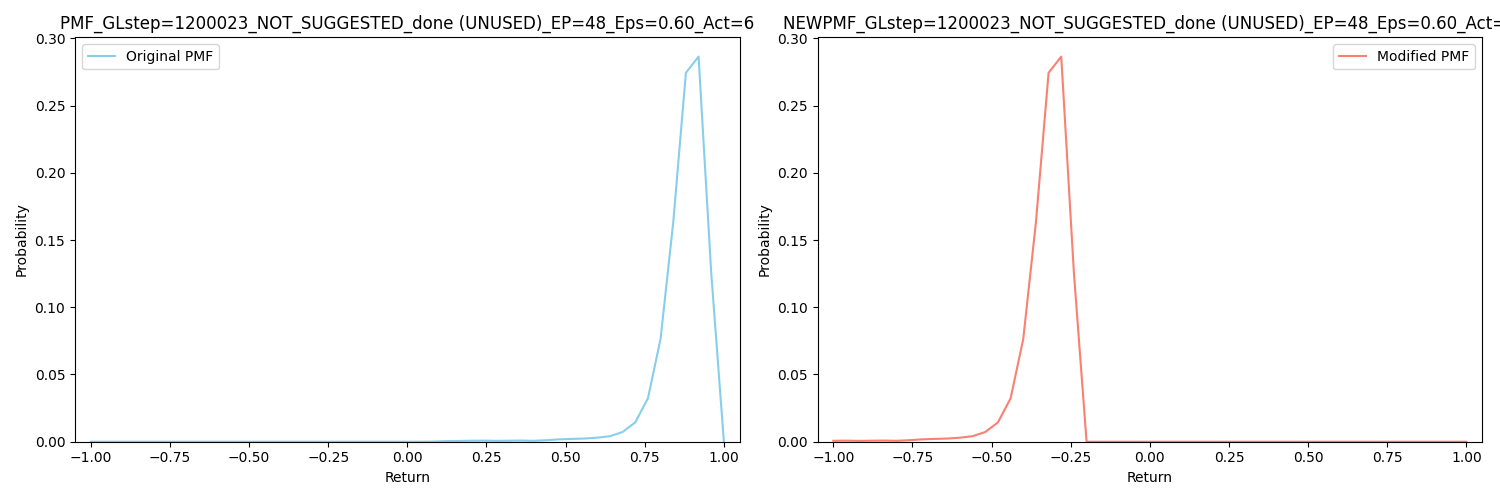 PMF_GLstep=1200023_NOT_SUGGESTED_done (UNUSED)_EP=48_Eps=0.60_Act=6
Original PMF
0.30
0.25
0.20
0.15
0.10
0.05
0.00
Probability
−1.00 −0.75 −0.50 −0.25 0.00 0.25 0.50 0.75 1.00
Return
NEWPMF_GLstep=1200023_NOT_SUGGESTED_done (UNUSED)_EP=48_Eps=0.60_Act=
Modified PMF
0.30
0.25
0.20
0.15
0.10
0.05
0.00
Probability
−1.00 −0.75 −0.50 −0.25 0.00 0.25 0.50 0.75 1.00
Return